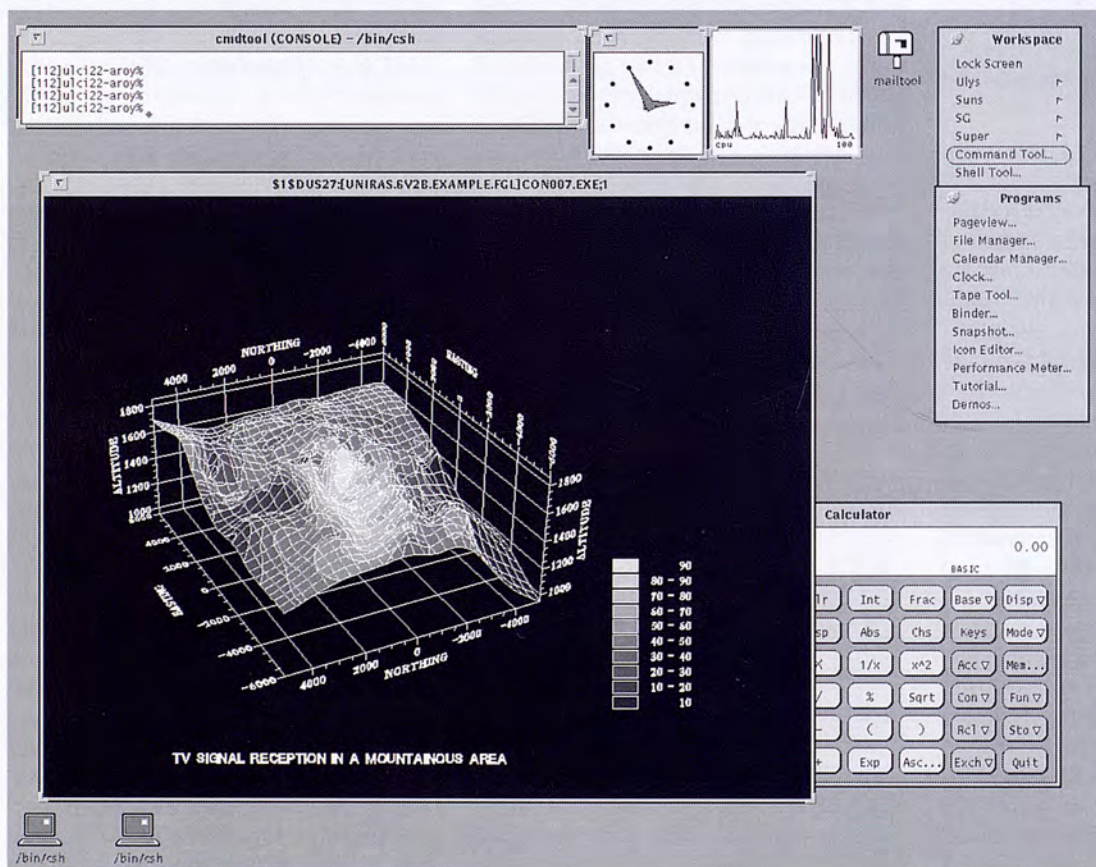 cmdtool (CONSOLE) - /bin/csh
[112]ulci22-aroy%
[112]ulci22-aroy%
[112]ulci22-aroy%
[112]ulci22-aroy%
cpu 100
mailtool
Workspace
Lock Screen
Ulys
Suns
SG
Super
Command Tool...
Shell Tool...
Programs
Pageview...
File Manager...
Calendar Manager...
Clock...
Tape Tool...
Binder...
Snapshot...
Icon Editor...
Performance Meter...
Tutorial...
Demos...
$1$DUS27:[UNIRAS.6V2B.EXAMPLE.FGL]CON007.EXE;1
NORTHING
4000 2000 0 -2000 -4000
EASTING
ALTITUDE
1800
1600
1400
1200
1000
ALTITUDE
1800
1600
1400
1200
1000
EASTING
4000
2000
0
-2000
-4000
-6000
4000 2000 0 -2000 -4000
NORTHING
90
80 - 90
70 - 80
60 - 70
50 - 60
40 - 50
30 - 40
20 - 30
10 - 20
10
TV SIGNAL RECEPTION IN A MOUNTAINOUS AREA
Calculator
0.00
BASIC
lr Int Frac Base Disp
sp Abs Chs Keys Mode
X 1/x x^2 Acc Mem...
/ % Sqrt Con Fun
- ( ) Rcl Sto
+ Exp Asc... Exch Quit
/bin/csh /bin/csh